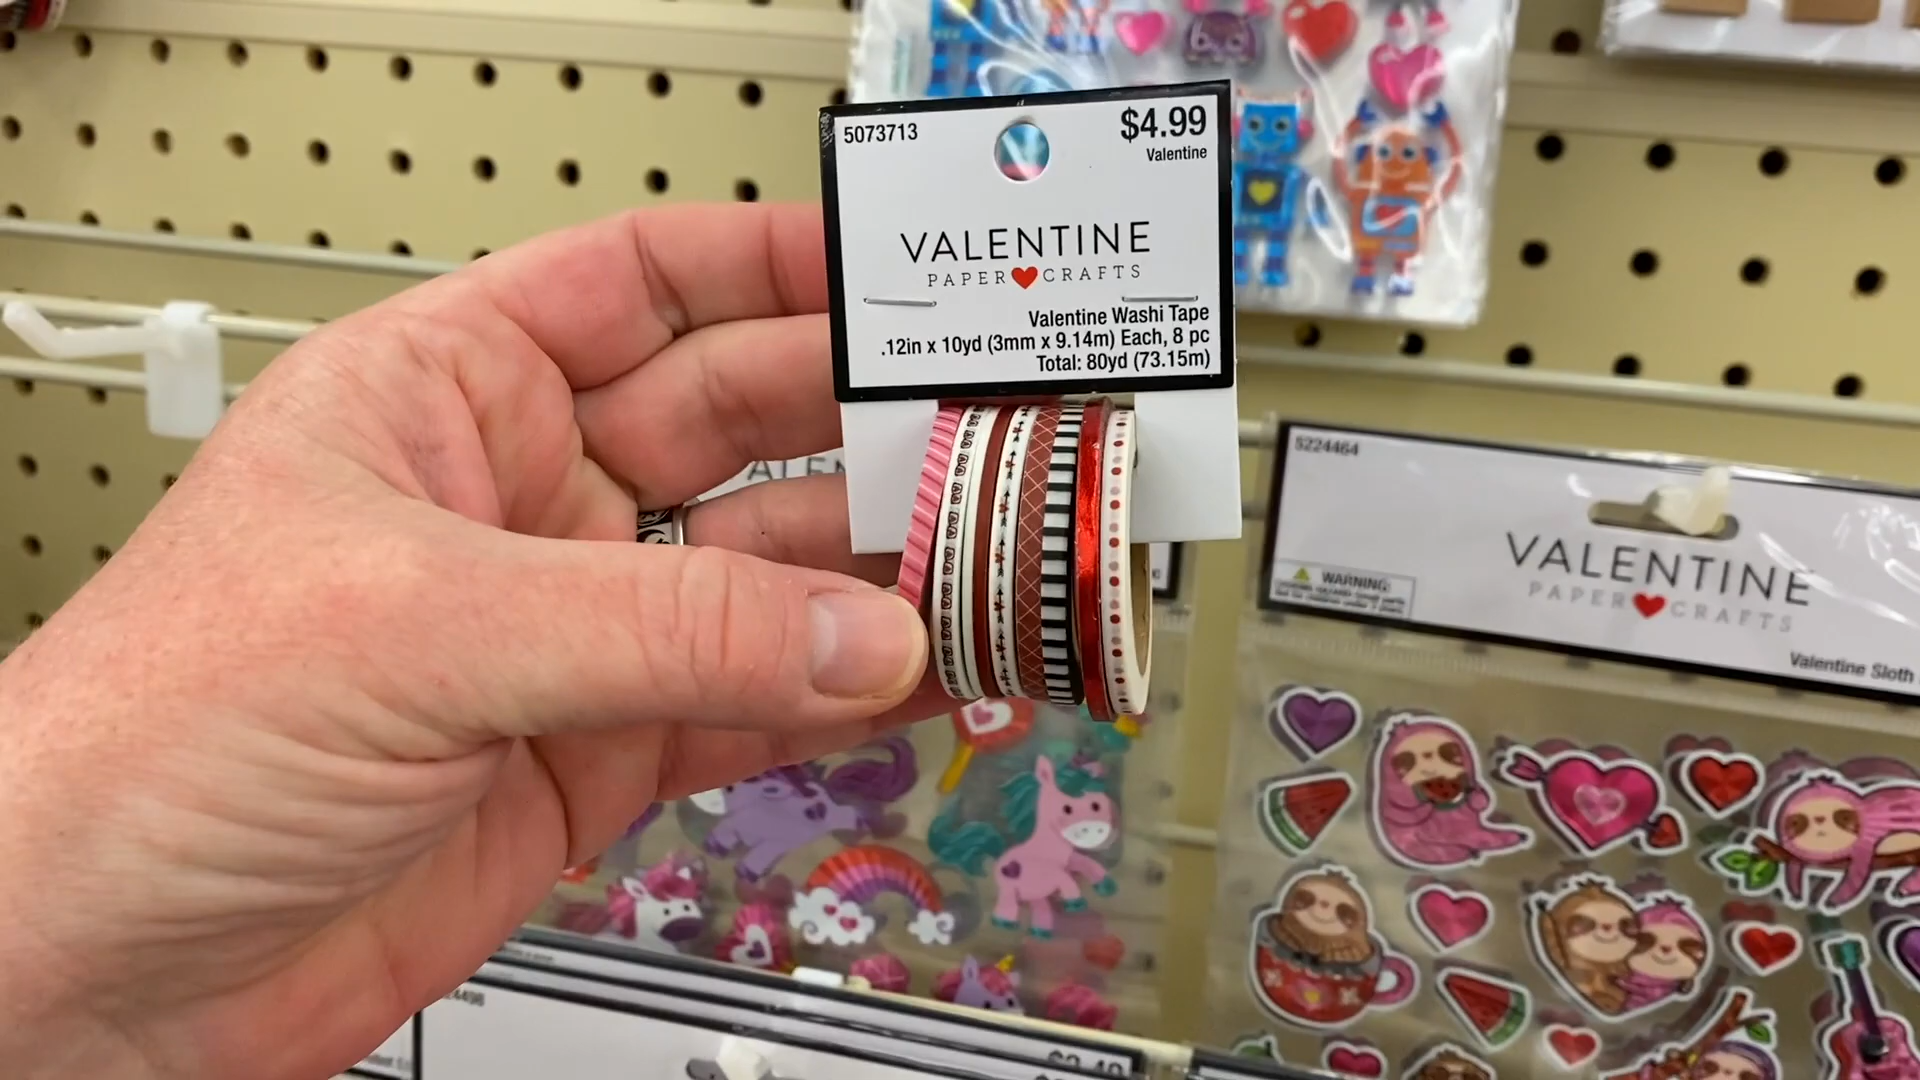 5073713
$4.99
Valentine
VALENTINE
PAPER CRAFTS
Valentine Washi Tape
.12in x 10yd (3mm x 9.14m) Each, 8 pc
Total: 80yd (73.15m)
5224464
WARNING:
VALENTINE
PAPER CRAFTS
Valentine Sloth